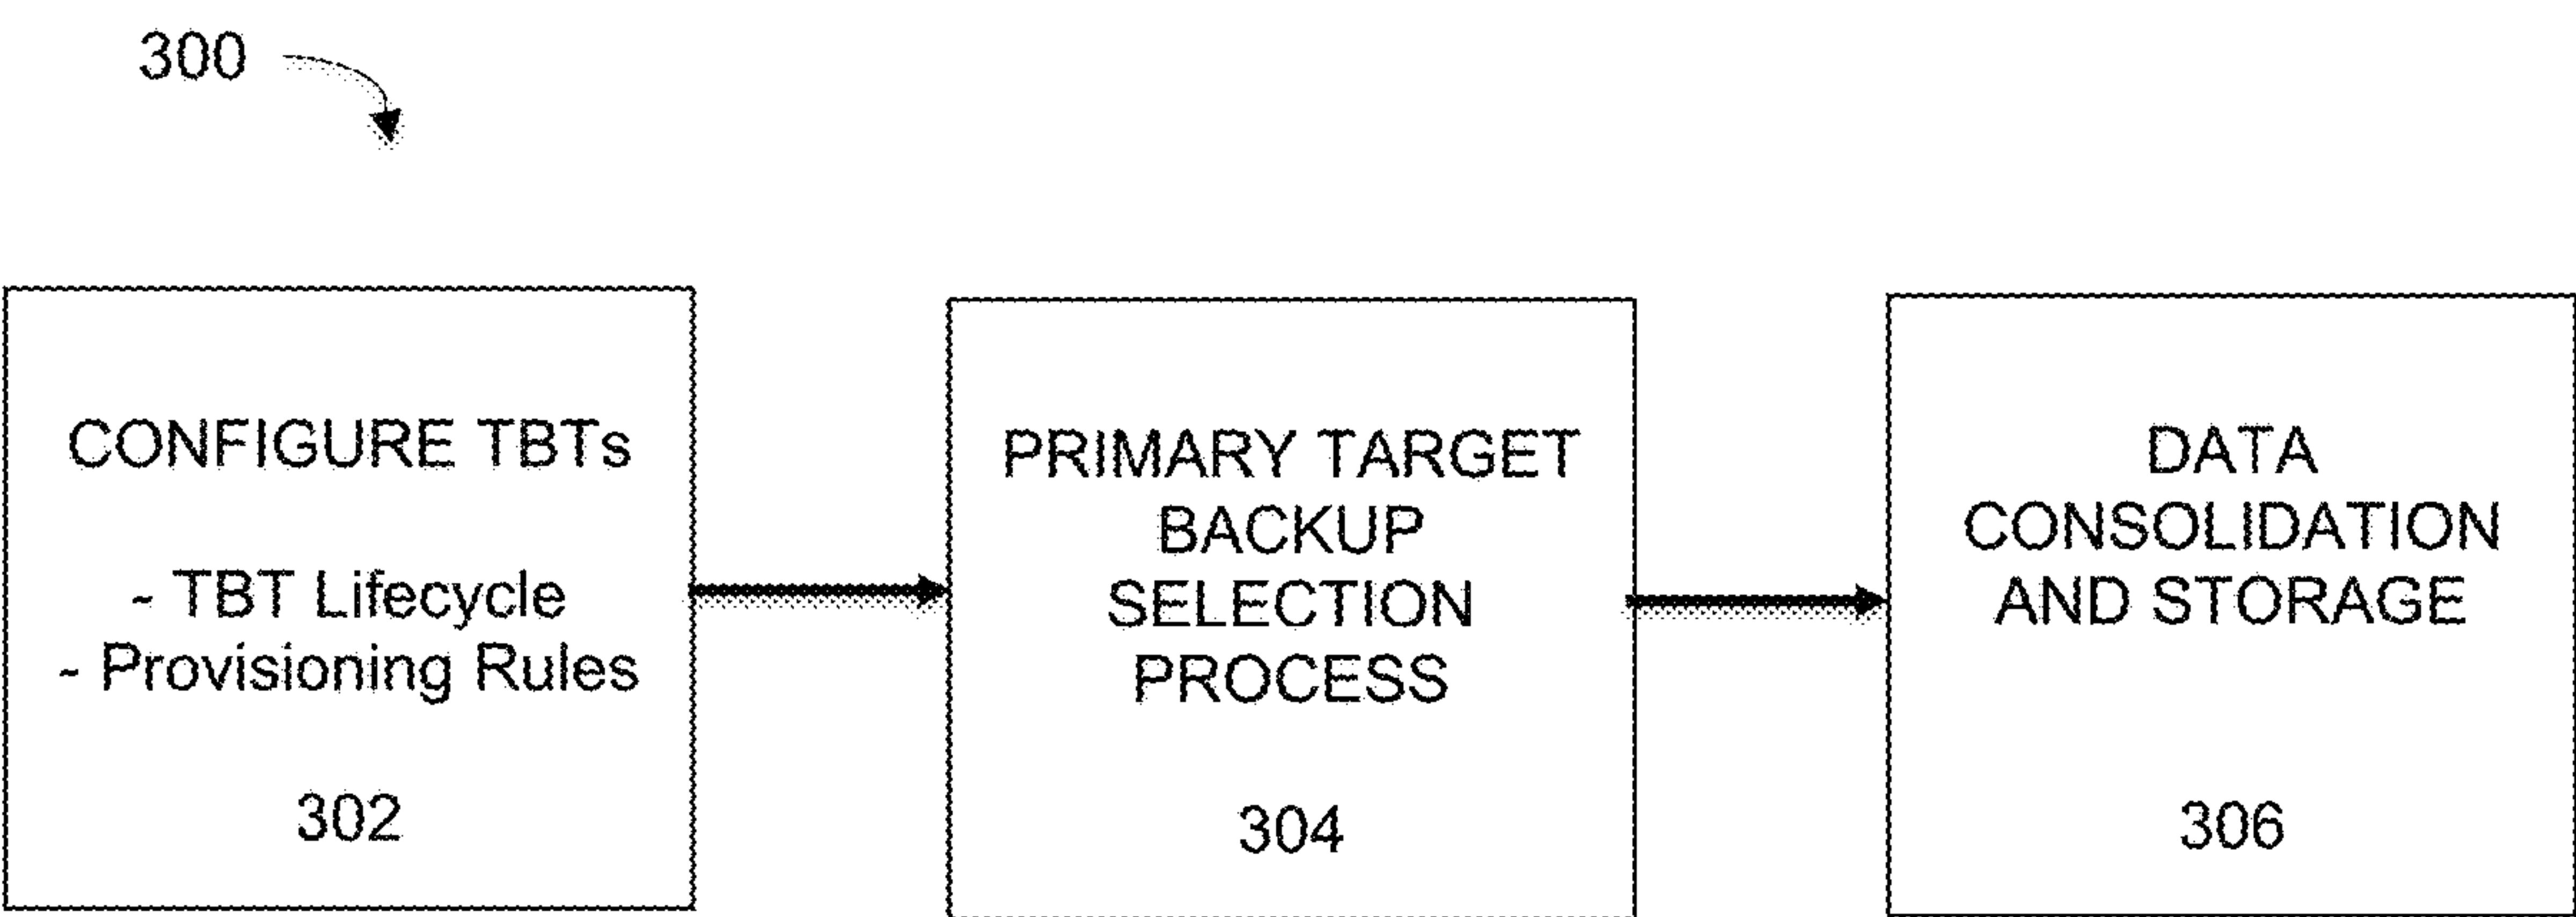 300
CONFIGURE TBTs
- TBT Lifecycle
- Provisioning Rules
302
PRIMARY TARGET
BACKUP
SELECTION
PROCESS
304
DATA
CONSOLIDATION
AND STORAGE
306